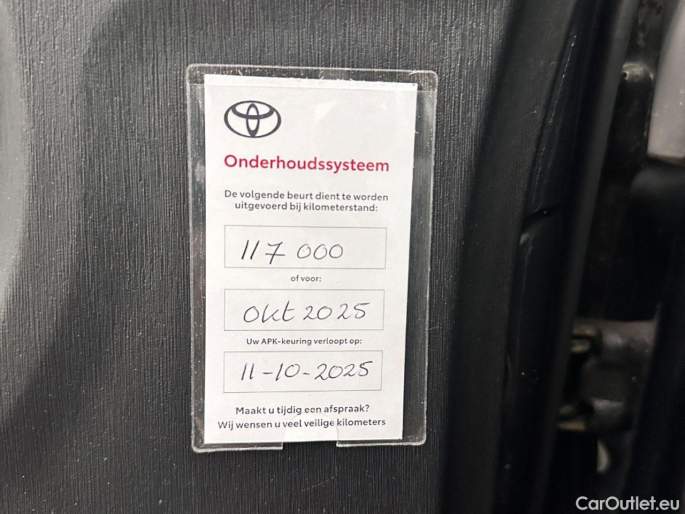 Onderhoudssysteem
De volgende beurt dient te worden
uitgevoerd bij kilometerstand:
117 000
of voor:
Okt 2025
Uw APK-keuring verloopt op:
11-10-2025
Maakt u tijdig een afspraak?
Wij wensen u veel veilige kilometers
CarOutlet.eu